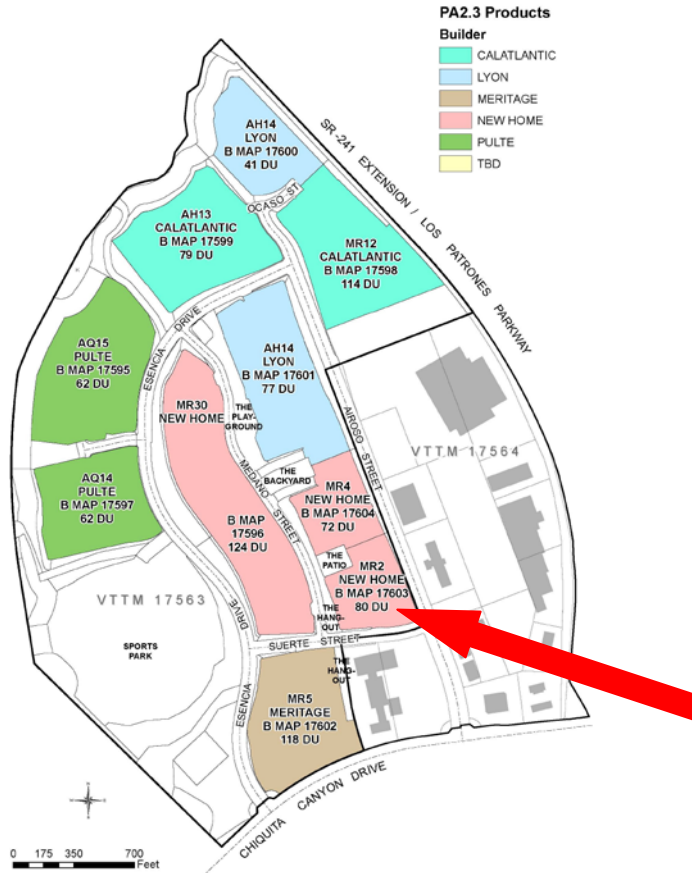 PA2.3 Products
Builder
CALATLANTIC
LYON
MERITAGE
NEW HOME
PULTE
TBD
SR-241 EXTENSION / LOS PATRONES PARKWAY
AH14
LYON
B MAP 17600
41 DU
OCASO ST
AH13
CALATLANTIC
B MAP 17599
79 DU
MR12
CALATLANTIC
B MAP 17598
114 DU
ESENCIA DRIVE
AQ15
PULTE
B MAP 17595
62 DU
AH14
LYON
B MAP 17601
77 DU
MR30
NEW HOME
THE
PLAY-
GROUND
AIROSO STREET
VTTM 17564
MEDANO STREET
THE
BACKYARD
AQ14
PULTE
B MAP 17597
62 DU
MR4
NEW HOME
B MAP 17604
72 DU
B MAP
17596
124 DU
THE
PATIO
MR2
NEW HOME
B MAP 17603
80 DU
VTTM 17563
THE
HANG-
OUT
SPORTS
PARK
SUERTE STREET
ESENCIA DRIVE
THE
HANG-
OUT
MR5
MERITAGE
B MAP 17602
118 DU
CHIQUITA CANYON DRIVE
0 175 350 700
Feet